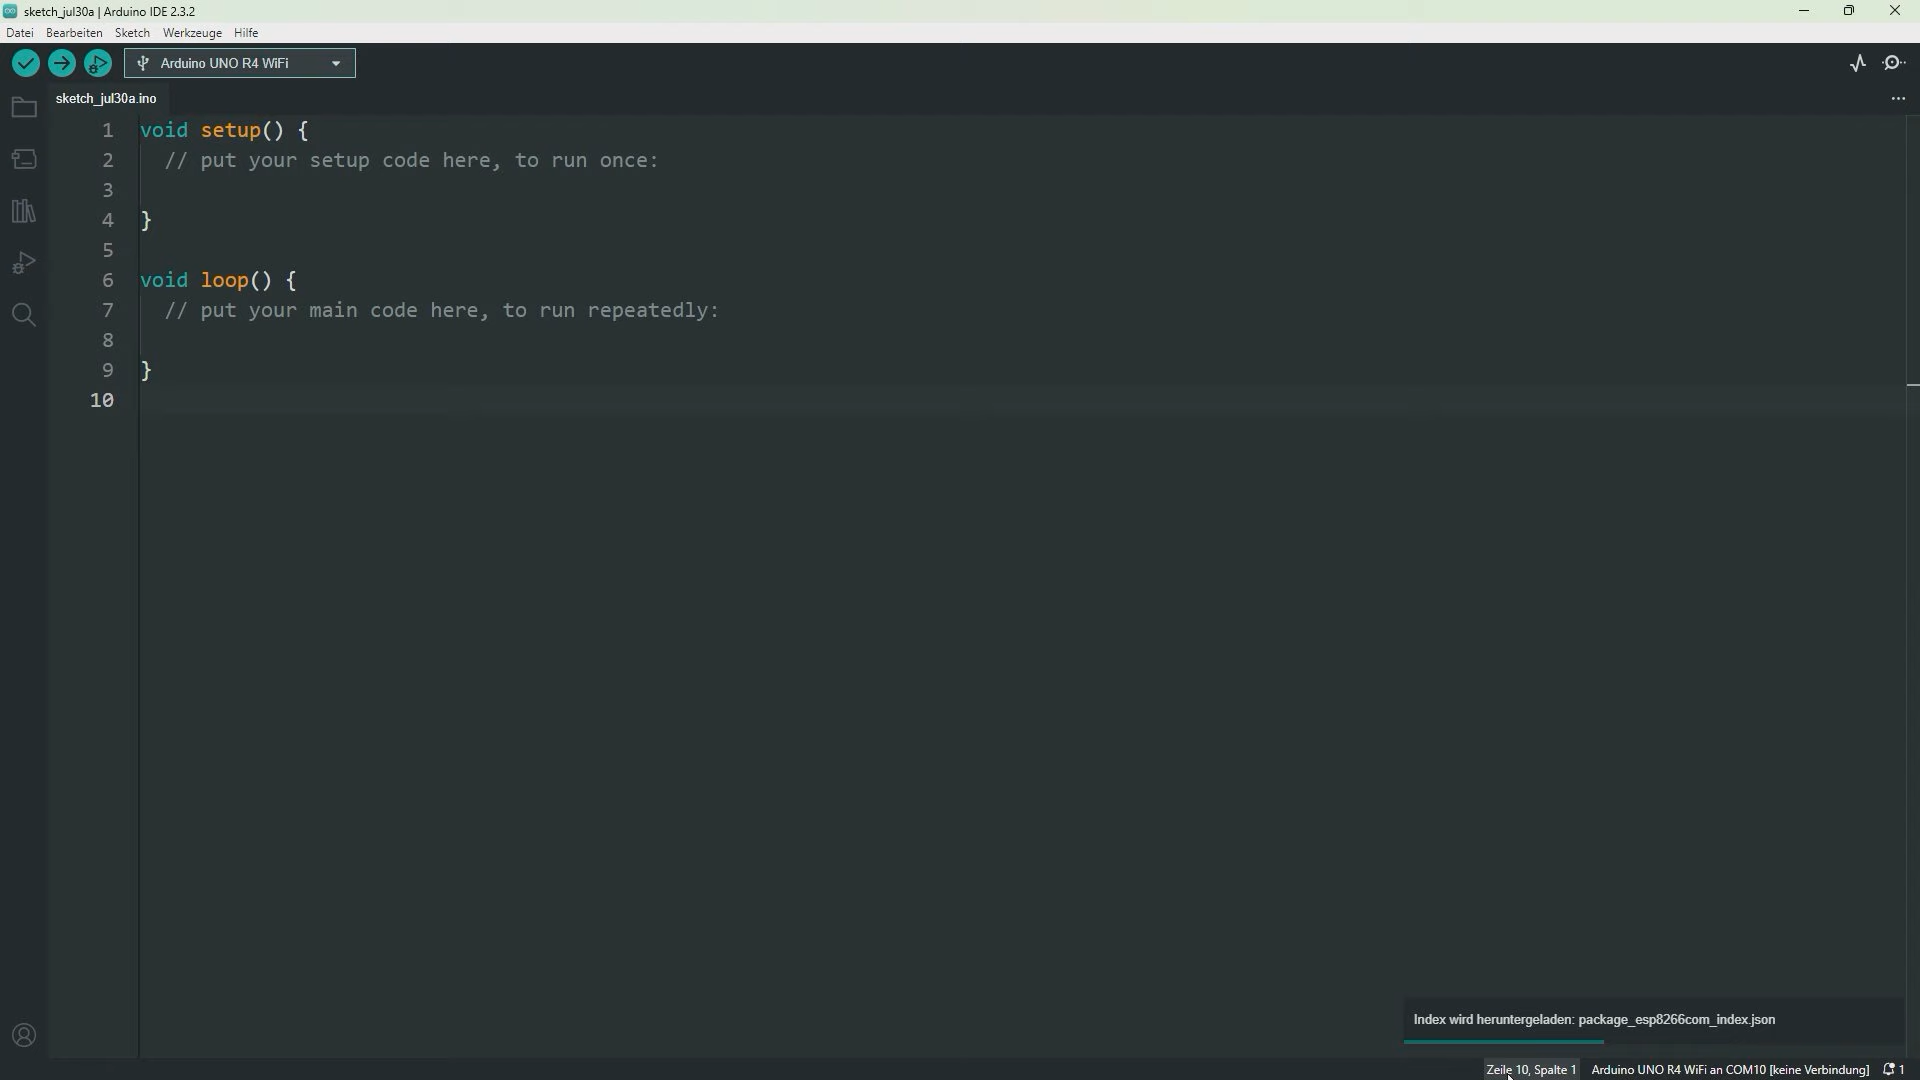 sketch_jul30a | Arduino IDE 2.3.2
Datei Bearbeiten Sketch Werkzeuge Hilfe
Arduino UNO R4 WiFi
sketch_jul30a.ino
1 void setup() {
2 // put your setup code here, to run once:
3
4 }
5
6 void loop() {
7 // put your main code here, to run repeatedly:
8
9 }
10
Index wird heruntergeladen: package_esp8266com_index.json
Zeile 10, Spalte 1 Arduino UNO R4 WiFi an COM10 [keine Verbindung] 1